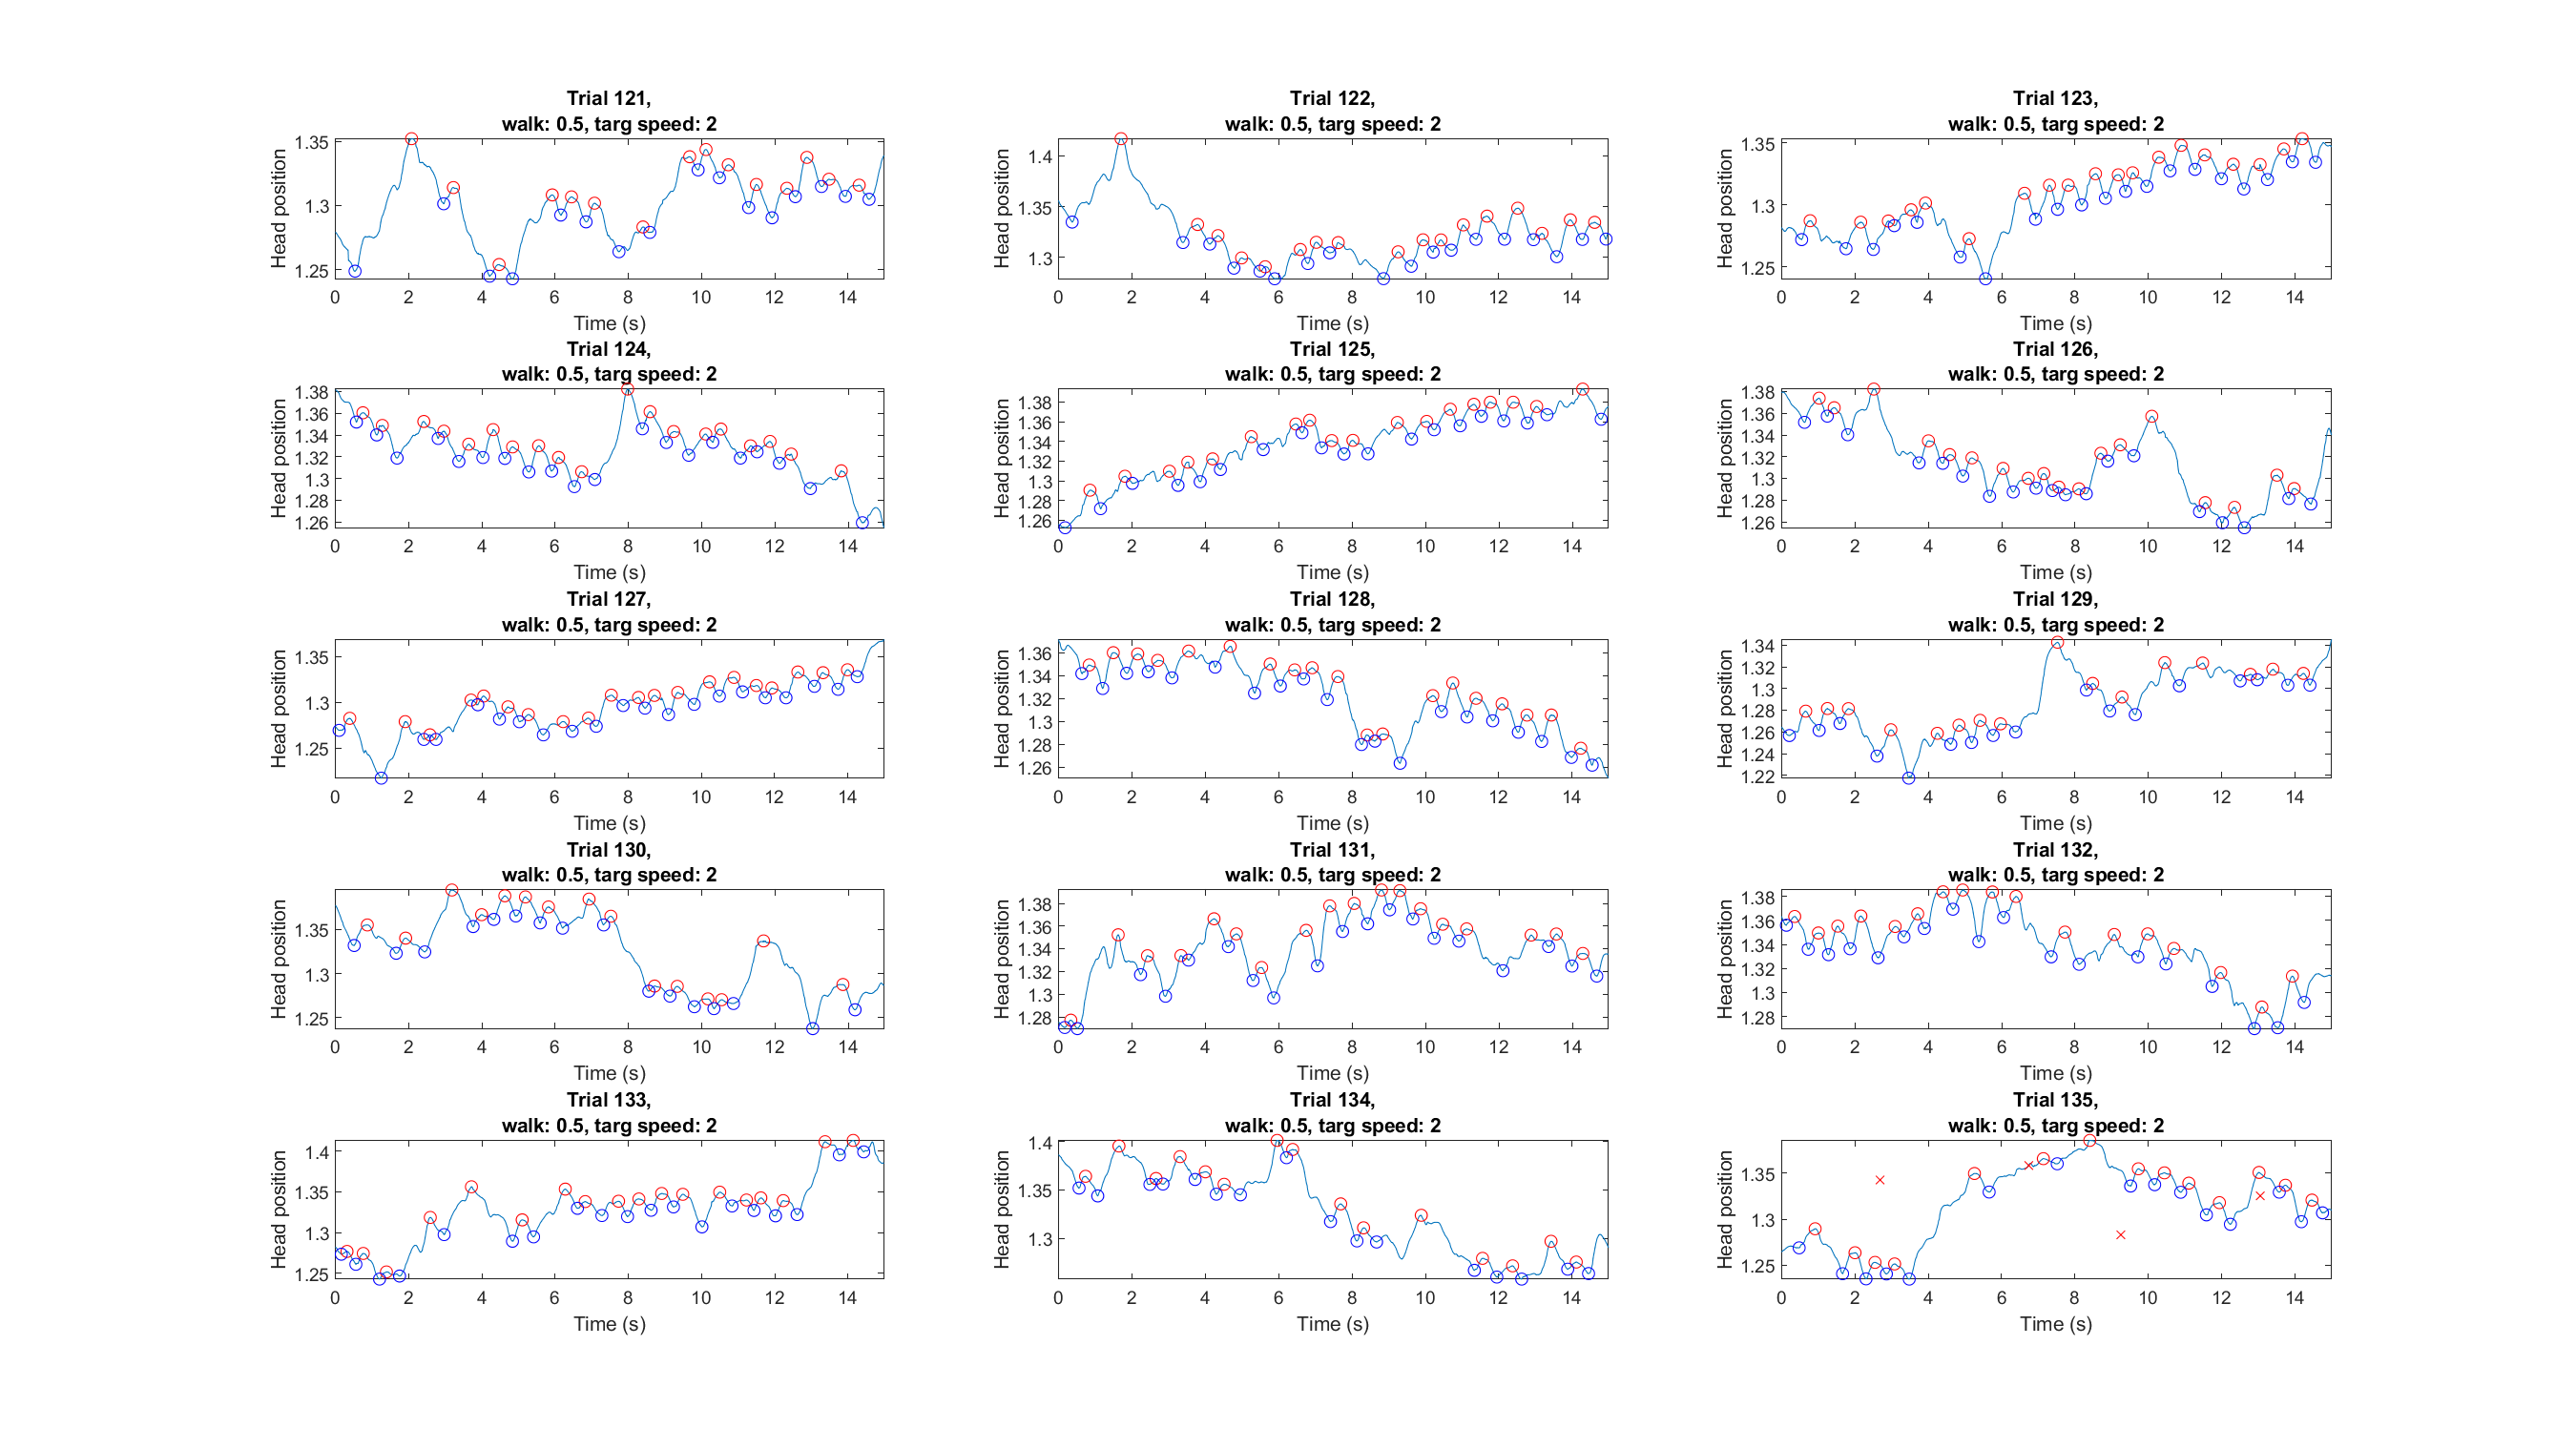 Trial 121,
walk: 0.5, targ speed: 2
1.35
1.3
1.25
Head position
0 2 4 6 8 10 12 14
Time (s)
Trial 122,
walk: 0.5, targ speed: 2
1.4
1.35
1.3
Head position
0 2 4 6 8 10 12 14
Time (s)
Trial 123,
walk: 0.5, targ speed: 2
1.35
1.3
1.25
Head position
0 2 4 6 8 10 12 14
Time (s)
Trial 124,
walk: 0.5, targ speed: 2
1.38
1.36
1.34
1.32
1.3
1.28
1.26
Head position
0 2 4 6 8 10 12 14
Time (s)
Trial 125,
walk: 0.5, targ speed: 2
1.38
1.36
1.34
1.32
1.3
1.28
1.26
Head position
0 2 4 6 8 10 12 14
Time (s)
Trial 126,
walk: 0.5, targ speed: 2
1.38
1.36
1.34
1.32
1.3
1.28
1.26
Head position
0 2 4 6 8 10 12 14
Time (s)
Trial 127,
walk: 0.5, targ speed: 2
1.35
1.3
1.25
Head position
0 2 4 6 8 10 12 14
Time (s)
Trial 128,
walk: 0.5, targ speed: 2
1.36
1.34
1.32
1.3
1.28
1.26
Head position
0 2 4 6 8 10 12 14
Time (s)
Trial 129,
walk: 0.5, targ speed: 2
1.34
1.32
1.3
1.28
1.26
1.24
1.22
Head position
0 2 4 6 8 10 12 14
Time (s)
Trial 130,
walk: 0.5, targ speed: 2
1.35
1.3
1.25
Head position
0 2 4 6 8 10 12 14
Time (s)
Trial 131,
walk: 0.5, targ speed: 2
1.38
1.36
1.34
1.32
1.3
1.28
Head position
0 2 4 6 8 10 12 14
Time (s)
Trial 132,
walk: 0.5, targ speed: 2
1.38
1.36
1.34
1.32
1.3
1.28
Head position
0 2 4 6 8 10 12 14
Time (s)
Trial 133,
walk: 0.5, targ speed: 2
1.4
1.35
1.3
1.25
Head position
0 2 4 6 8 10 12 14
Time (s)
Trial 134,
walk: 0.5, targ speed: 2
1.4
1.35
1.3
Head position
0 2 4 6 8 10 12 14
Time (s)
Trial 135,
walk: 0.5, targ speed: 2
1.35
1.3
1.25
Head position
0 2 4 6 8 10 12 14
Time (s)